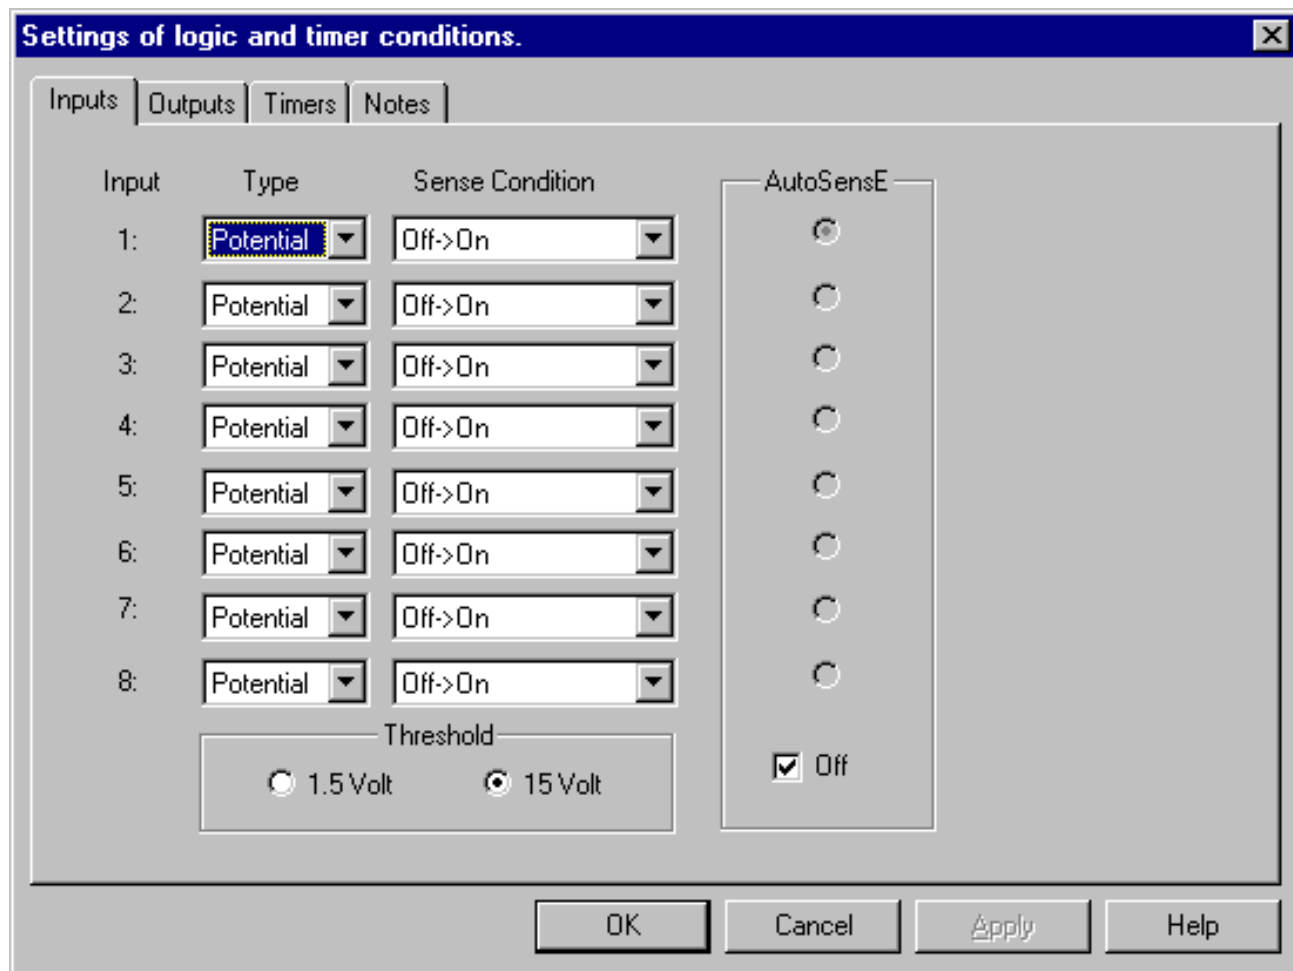 Settings of logic and timer conditions.
Inputs Outputs Timers Notes
Input Type Sense Condition AutoSensE
1: Potential Off->On
2: Potential Off->On
3: Potential Off->On
4: Potential Off->On
5: Potential Off->On
6: Potential Off->On
7: Potential Off->On
8: Potential Off->On
Threshold
1.5 Volt 15 Volt Off
OK Cancel Apply Help